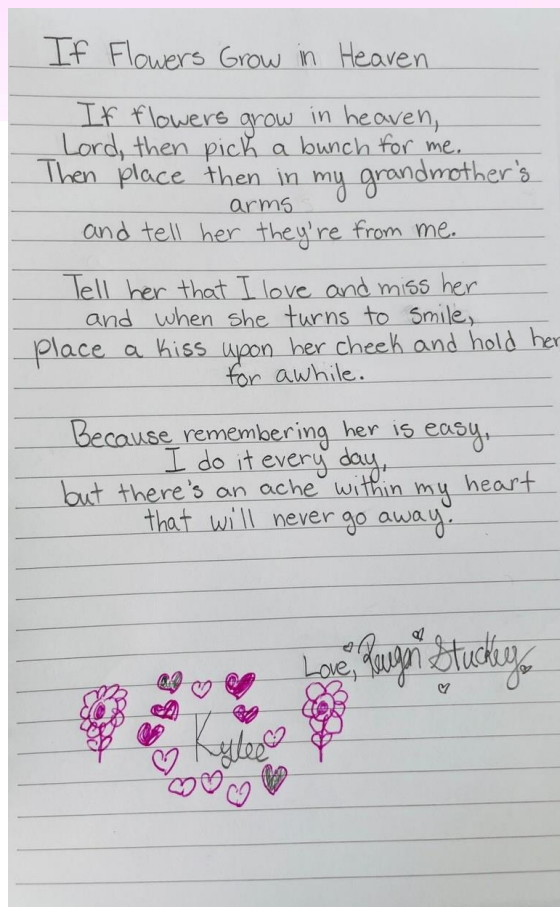 If Flowers Grow in Heaven
If flowers grow in heaven,
Lord, then pick a bunch for me.
Then place then in my grandmother's
arms
and tell her they're from me.
Tell her that I love and miss her
and when she turns to smile,
place a kiss upon her cheek and hold her
for awhile.
Because remembering her is easy,
I do it every day,
but there's an ache within my heart
that will never go away.
Love, Reagan Stuckey
Kylee